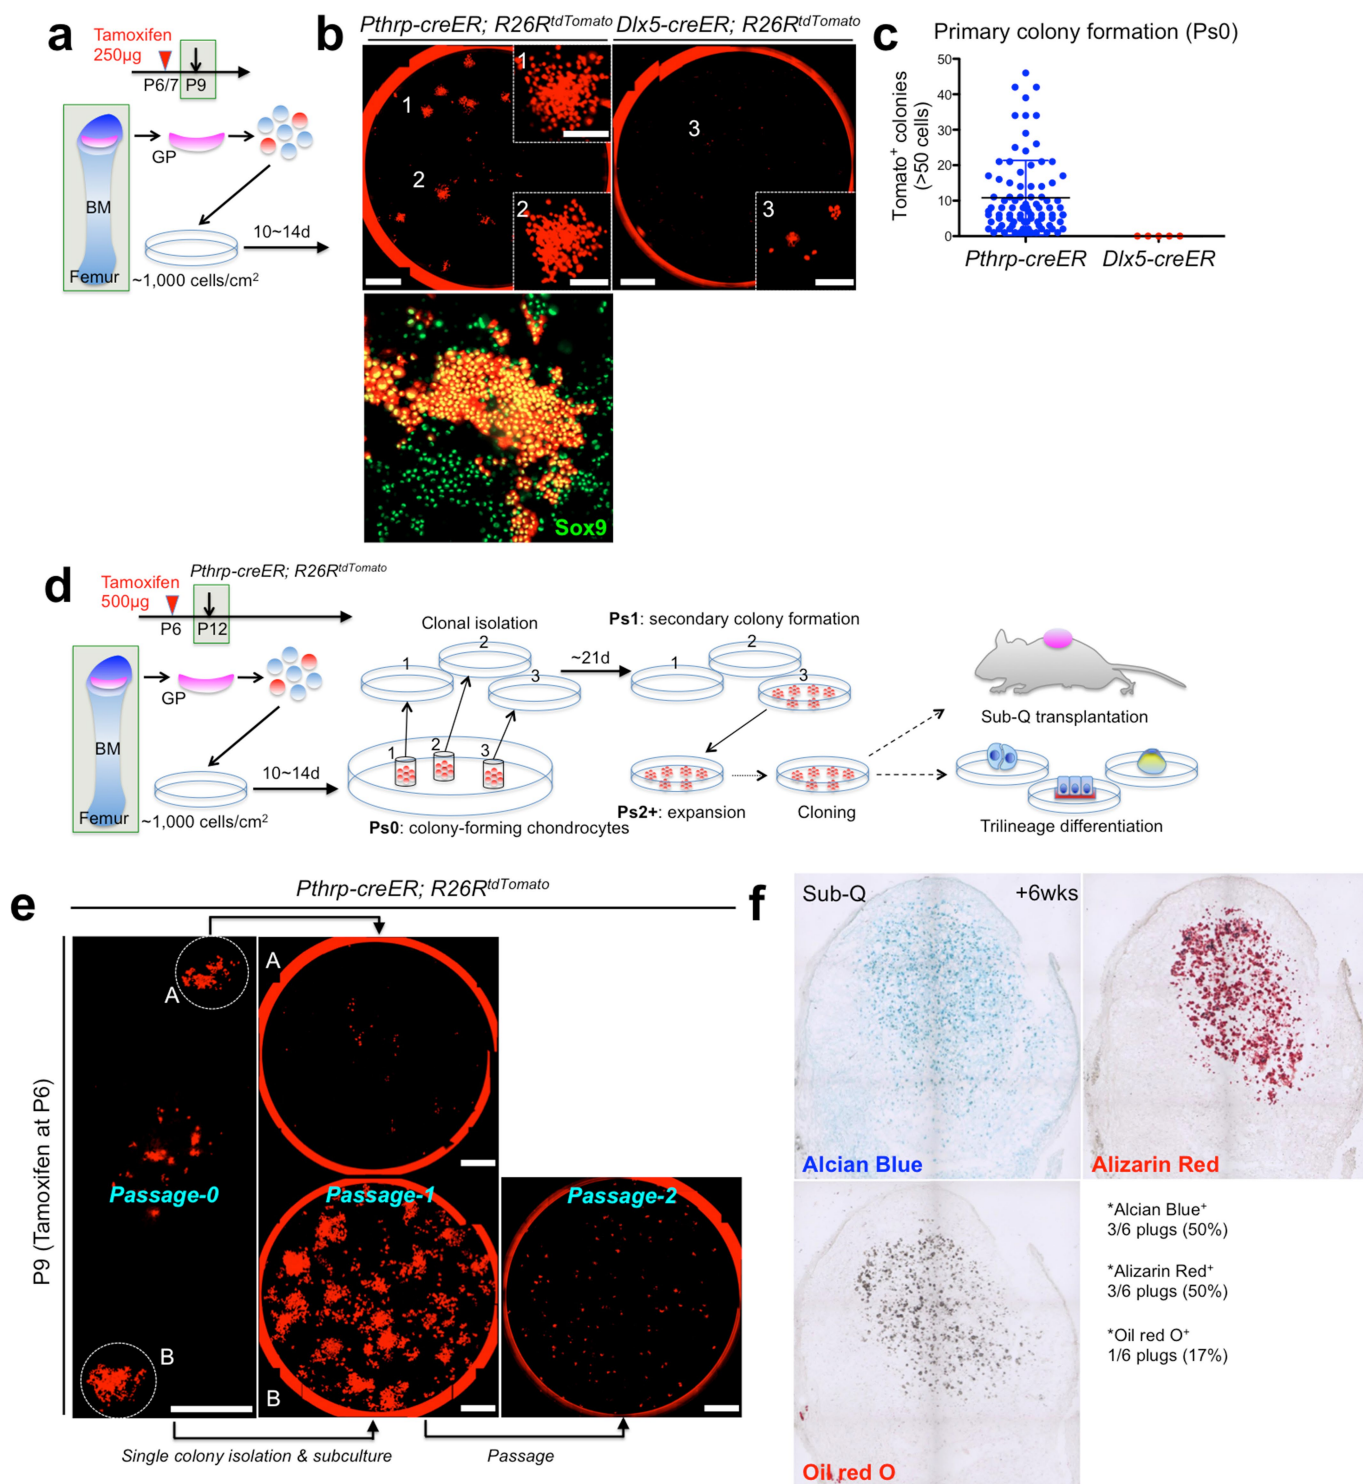 a
Tamoxifen
250µg
P6/7
P9
GP
BM
Femur
~1,000 cells/cm²
10~14d
b
Pthrp-creER; R26RtdTomato
Dlx5-creER; R26RtdTomato
1
2
1
2
3
3
Sox9
c
Primary colony formation (Ps0)
Tomato⁺ colonies
(>50 cells)
50
40
30
20
10
0
Pthrp-creER
Dlx5-creER
d
Pthrp-creER; R26RtdTomato
Tamoxifen
500µg
P6
P12
GP
BM
Femur
~1,000 cells/cm²
10~14d
Clonal isolation
1
2
3
1
2
3
Ps0: colony-forming chondrocytes
~21d
Ps1: secondary colony formation
1
2
3
Ps2+: expansion
Cloning
Sub-Q transplantation
Trilineage differentiation
e
Pthrp-creER; R26RtdTomato
P9 (Tamoxifen at P6)
A
A
Passage-0
Passage-1
Passage-2
B
B
Single colony isolation & subculture
Passage
f
Sub-Q
+6wks
Alcian Blue
Alizarin Red
Oil red O
*Alcian Blue⁺
3/6 plugs (50%)
*Alizarin Red⁺
3/6 plugs (50%)
*Oil red O⁺
1/6 plugs (17%)